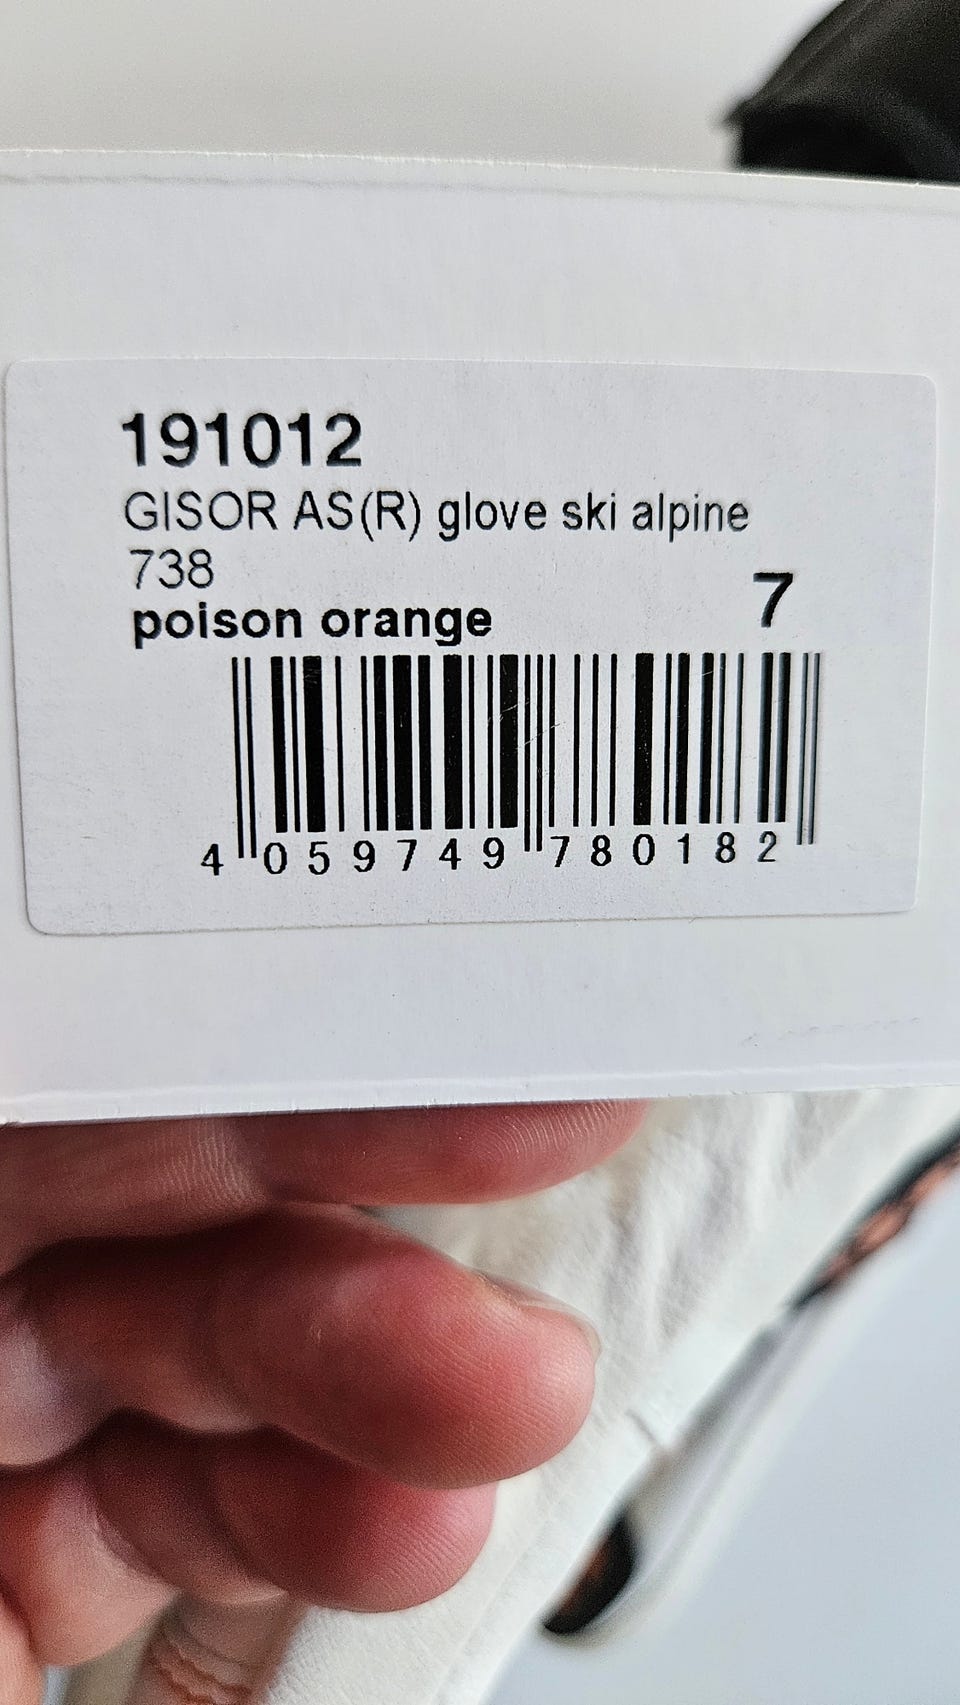 191012
GISOR AS(R) glove ski alpine
738
poison orange
7
4 059749 780182